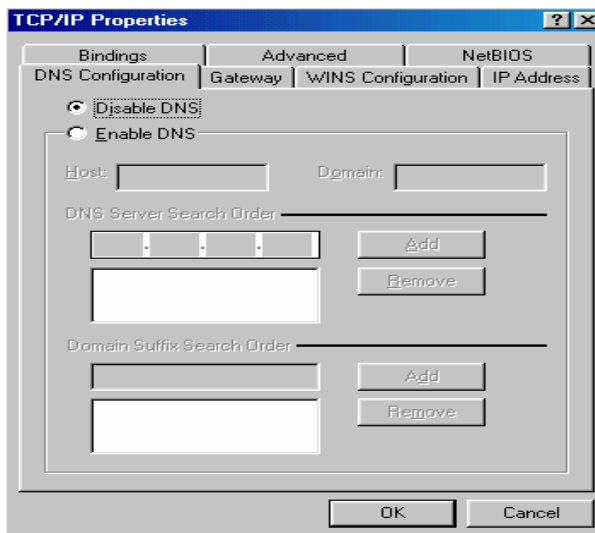 TCP/IP Properties
Bindings Advanced NetBIOS
DNS Configuration Gateway WINS Configuration IP Address
Disable DNS
Enable DNS
Host: Domain:
DNS Server Search Order
Add
Remove
Domain Suffix Search Order
Add
Remove
OK Cancel